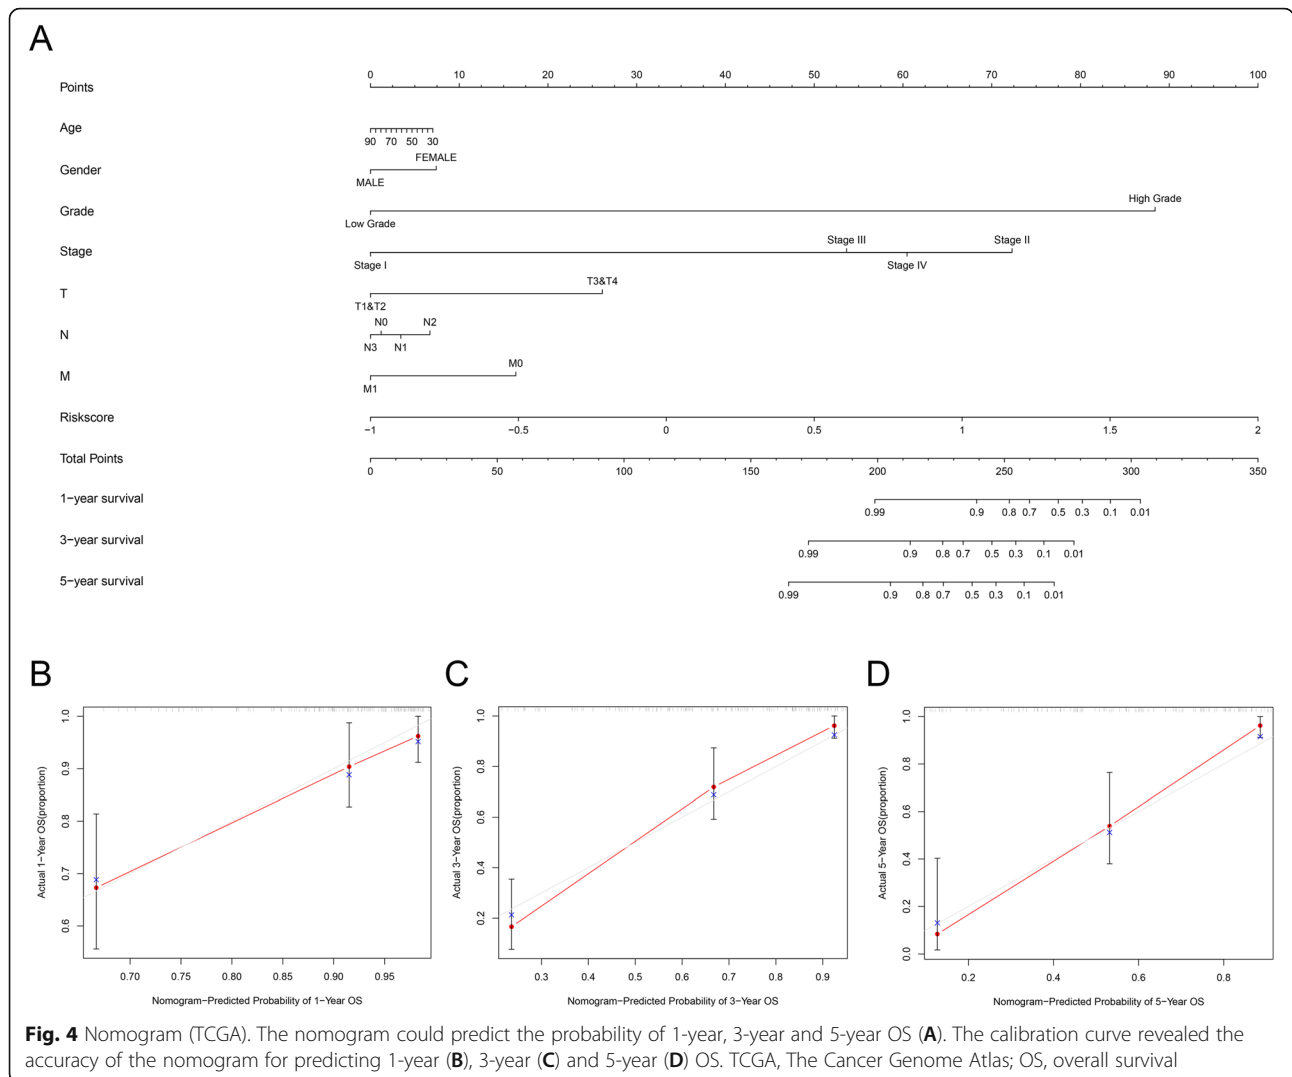 A
0 10 20 30 40 50 60 70 80 90 100
Points
Age
90 70 50 30
FEMALE
Gender
MALE
High Grade
Grade
Low Grade
Stage III Stage II
Stage
Stage I Stage IV
T3&T4
T
T1&T2
N0 N2
N
N3 N1
M0
M
M1
Riskscore
−1 −0.5 0 0.5 1 1.5 2
Total Points
0 50 100 150 200 250 300 350
1−year survival
0.99 0.9 0.8 0.7 0.5 0.3 0.1 0.01
3−year survival
0.99 0.9 0.8 0.7 0.5 0.3 0.1 0.01
5−year survival
0.99 0.9 0.8 0.7 0.5 0.3 0.1 0.01
B
Actual 1−Year OS(proportion)
1.0
0.9
0.8
0.7
0.6
0.70 0.75 0.80 0.85 0.90 0.95
Nomogram−Predicted Probability of 1−Year OS
C
Actual 3−Year OS(proportion)
1.0
0.8
0.6
0.4
0.2
0.3 0.4 0.5 0.6 0.7 0.8 0.9
Nomogram−Predicted Probability of 3−Year OS
D
Actual 5−Year OS(proportion)
1.0
0.8
0.6
0.4
0.2
0.0
0.2 0.4 0.6 0.8
Nomogram−Predicted Probability of 5−Year OS
Fig. 4 Nomogram (TCGA). The nomogram could predict the probability of 1-year, 3-year and 5-year OS (A). The calibration curve revealed the
accuracy of the nomogram for predicting 1-year (B), 3-year (C) and 5-year (D) OS. TCGA, The Cancer Genome Atlas; OS, overall survival